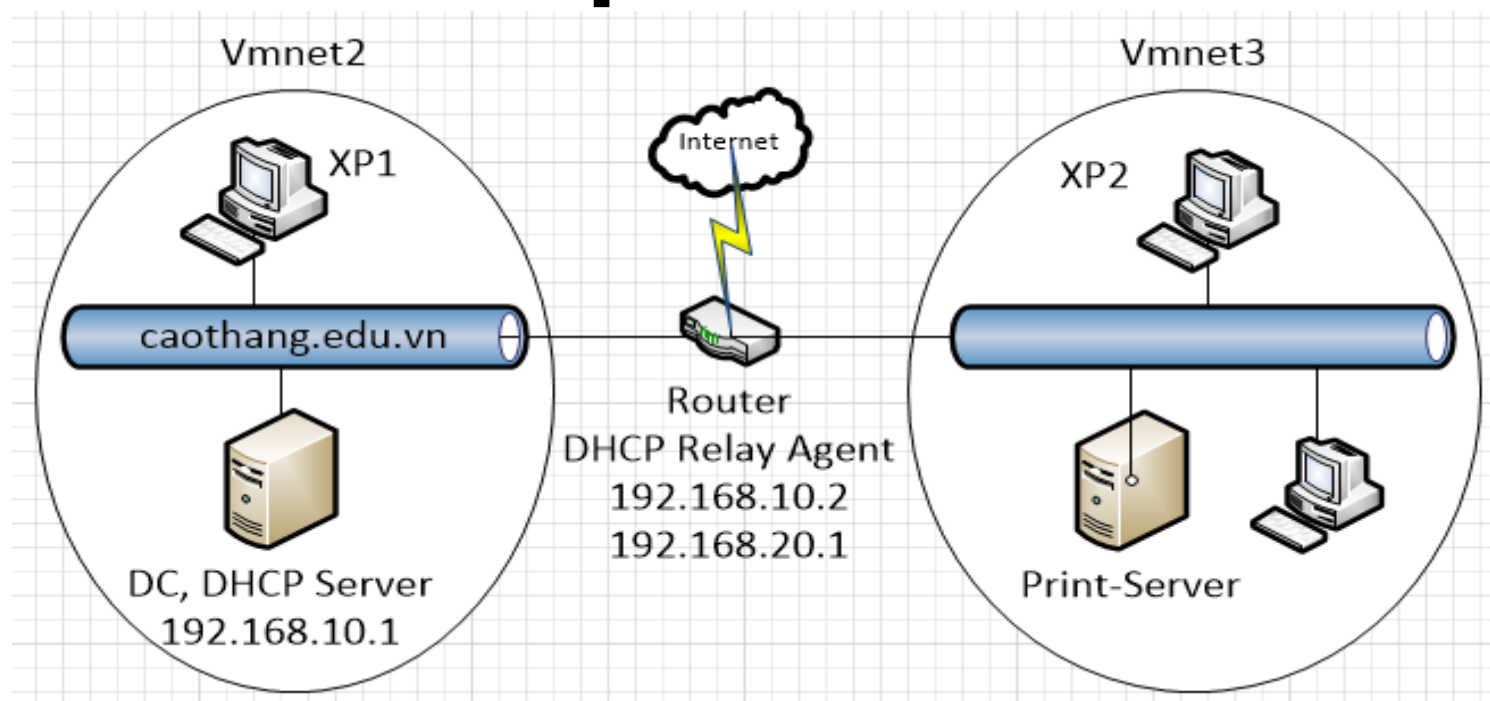 Vmnet2
XP1
caothang.edu.vn
DC, DHCP Server
192.168.10.1
Internet
Router
DHCP Relay Agent
192.168.10.2
192.168.20.1
Vmnet3
XP2
Print-Server